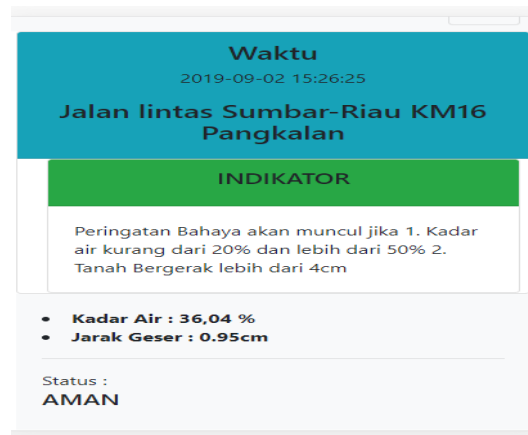 Waktu
2019-09-02 15:26:25
Jalan lintas Sumbar-Riau KM16
Pangkalan
INDIKATOR
Peringatan Bahaya akan muncul jika 1. Kadar
air kurang dari 20% dan lebih dari 50% 2.
Tanah Bergerak lebih dari 4cm
• Kadar Air : 36,04 %
• Jarak Geser : 0.95cm
Status :
AMAN